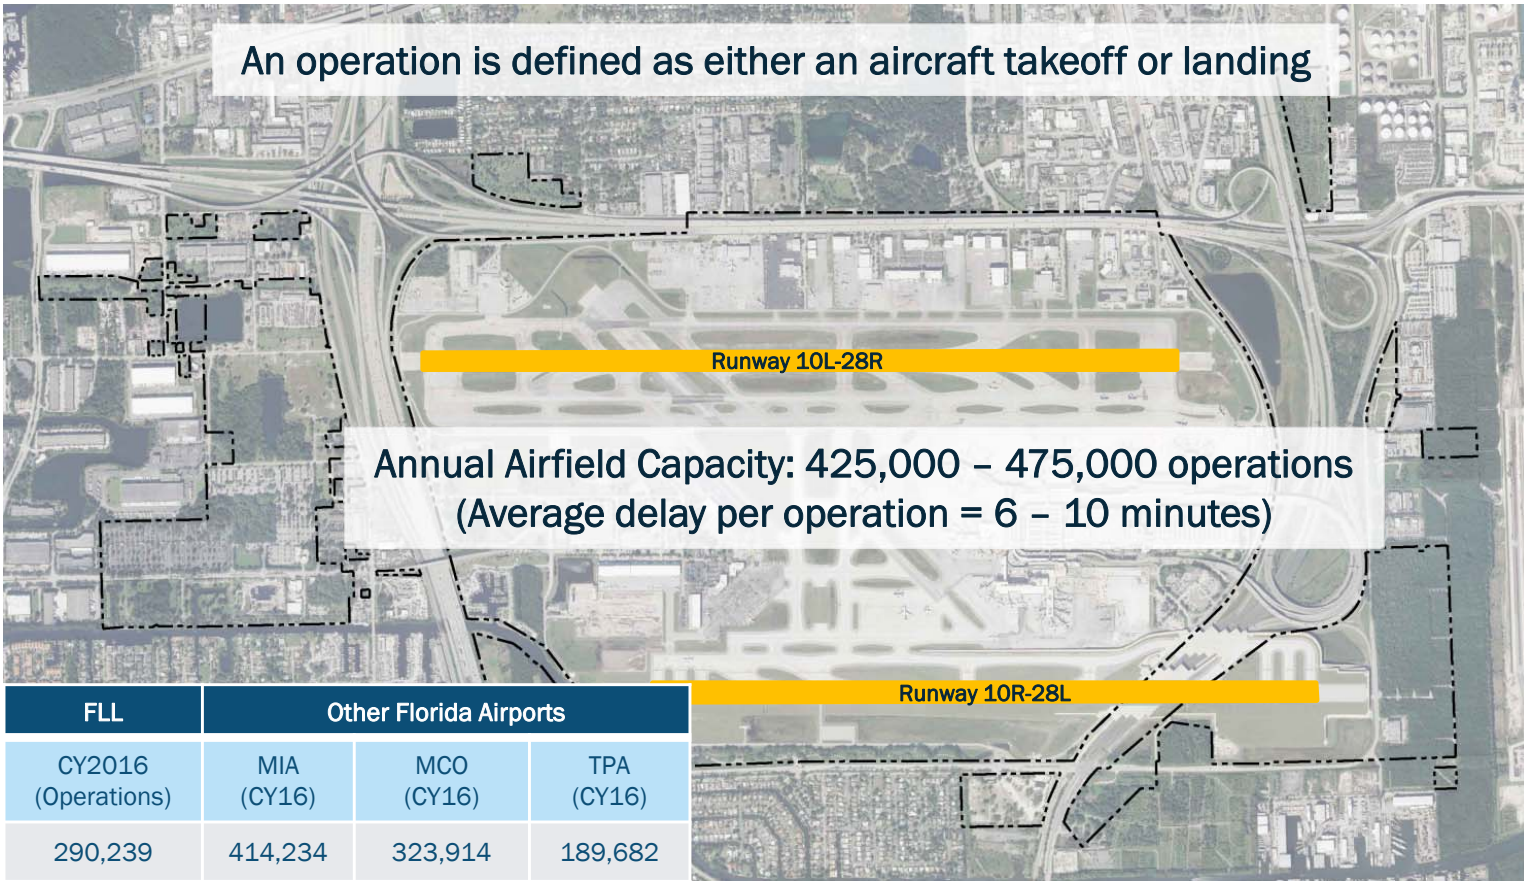 An operation is defined as either an aircraft takeoff or landing
Runway 10L-28R
Annual Airfield Capacity: 425,000 – 475,000 operations
(Average delay per operation = 6 – 10 minutes)
Runway 10R-28L
FLL
Other Florida Airports
CY2016
(Operations)
MIA
(CY16)
MCO
(CY16)
TPA
(CY16)
290,239
414,234
323,914
189,682